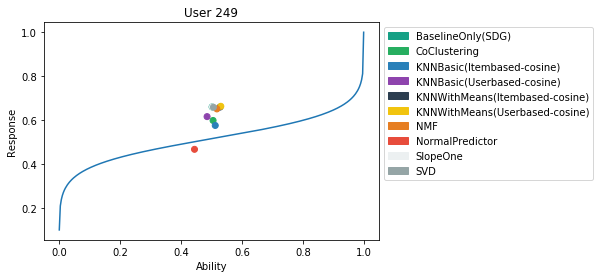 User 249
1.0
0.8
0.6
0.4
0.2
Response
0.0
0.2
0.4
0.6
0.8
1.0
Ability
BaselineOnly(SDG)
CoClustering
KNNBasic(Itembased-cosine)
KNNBasic(Userbased-cosine)
KNNWithMeans(Itembased-cosine)
KNNWithMeans(Userbased-cosine)
NMF
NormalPredictor
SlopeOne
SVD